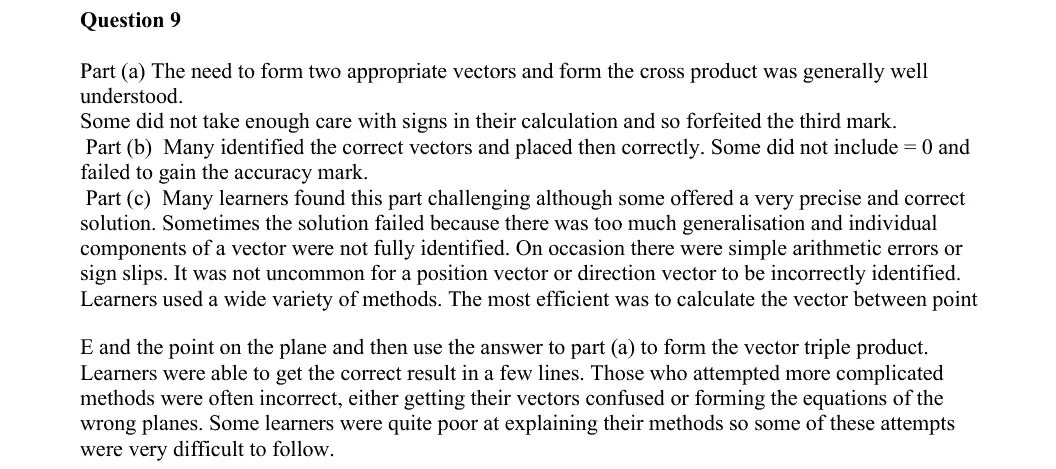 Question 9
Part (a) The need to form two appropriate vectors and form the cross product was generally well
understood.
Some did not take enough care with signs in their calculation and so forfeited the third mark.
Part (b) Many identified the correct vectors and placed then correctly. Some did not include = 0 and
failed to gain the accuracy mark.
Part (c) Many learners found this part challenging although some offered a very precise and correct
solution. Sometimes the solution failed because there was too much generalisation and individual
components of a vector were not fully identified. On occasion there were simple arithmetic errors or
sign slips. It was not uncommon for a position vector or direction vector to be incorrectly identified.
Learners used a wide variety of methods. The most efficient was to calculate the vector between point
E and the point on the plane and then use the answer to part (a) to form the vector triple product.
Learners were able to get the correct result in a few lines. Those who attempted more complicated
methods were often incorrect, either getting their vectors confused or forming the equations of the
wrong planes. Some learners were quite poor at explaining their methods so some of these attempts
were very difficult to follow.